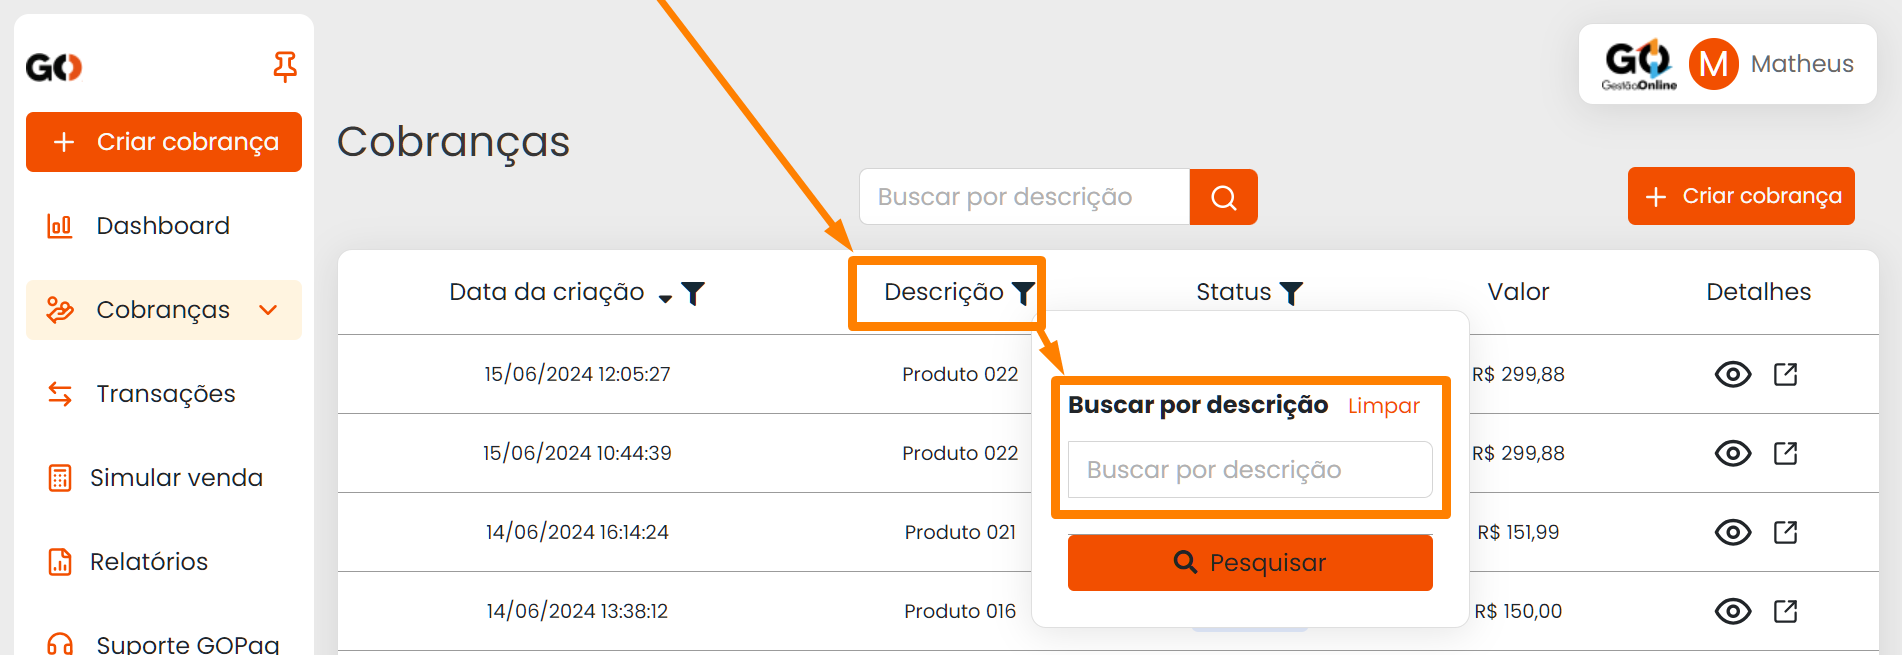 GO
Criar cobrança
Dashboard
Cobranças
Transações
Simular venda
Relatórios
Suporte GOPag
GO
GestãoOnline
M
Matheus
Cobranças
Buscar por descrição
Criar cobrança
Data da criação Descrição Status Valor Detalhes
15/06/2024 12:05:27 Produto 022 R$ 299,88
15/06/2024 10:44:39 Produto 022 R$ 299,88
14/06/2024 16:14:24 Produto 021 R$ 151,99
14/06/2024 13:38:12 Produto 016 R$ 150,00
Buscar por descrição Limpar
Buscar por descrição
Pesquisar